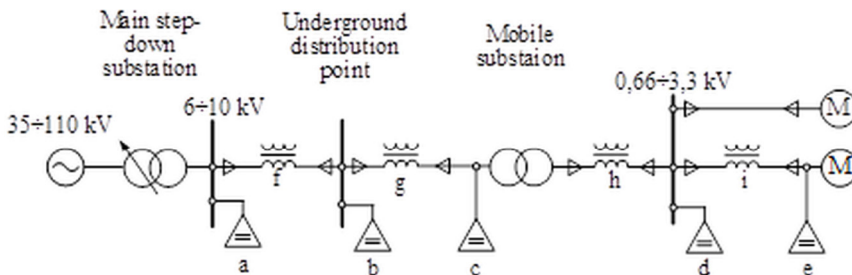 Main step-
down
substation
Underground
distribution
point
Mobile
substaion
35÷110 kV
6÷10 kV
0,66÷3,3 kV
M
M
f
g
h
i
a
b
c
d
e